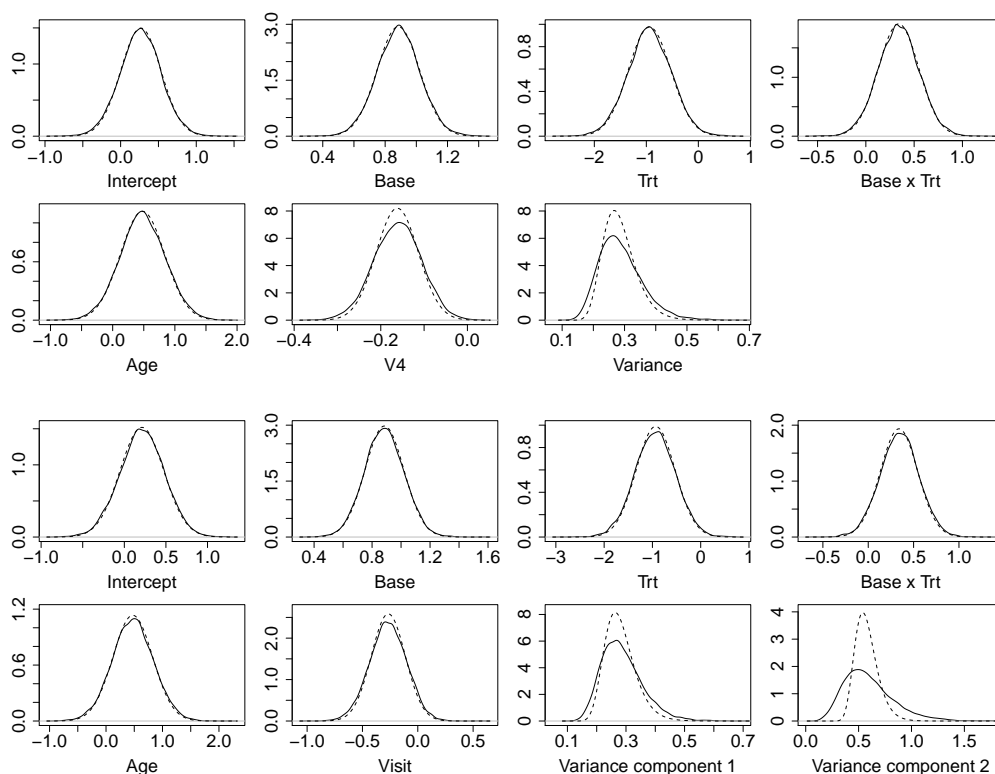 0.0 1.0
−1.0 0.0 1.0
Intercept
0.0 1.5 3.0
0.4 0.8 1.2
Base
0.0 0.4 0.8
−2 −1 0 1
Trt
0.0 1.0
−0.5 0.0 0.5 1.0
Base x Trt
0.0 0.6
−1.0 0.0 1.0 2.0
Age
0 2 4 6 8
−0.4 −0.2 0.0
V4
0 2 4 6 8
0.1 0.3 0.5 0.7
Variance
0.0 1.0
−1.0 0.0 0.5 1.0
Intercept
0.0 1.5 3.0
0.4 0.8 1.2 1.6
Base
0.0 0.4 0.8
−3 −2 −1 0 1
Trt
0.0 1.0 2.0
−0.5 0.0 0.5 1.0
Base x Trt
0.0 0.6 1.2
−1.0 0.0 1.0 2.0
Age
0.0 1.0 2.0
−1.0 −0.5 0.0 0.5
Visit
0 2 4 6 8
0.1 0.3 0.5 0.7
Variance component 1
0 1 2 3 4
0.0 0.5 1.0 1.5
Variance component 2